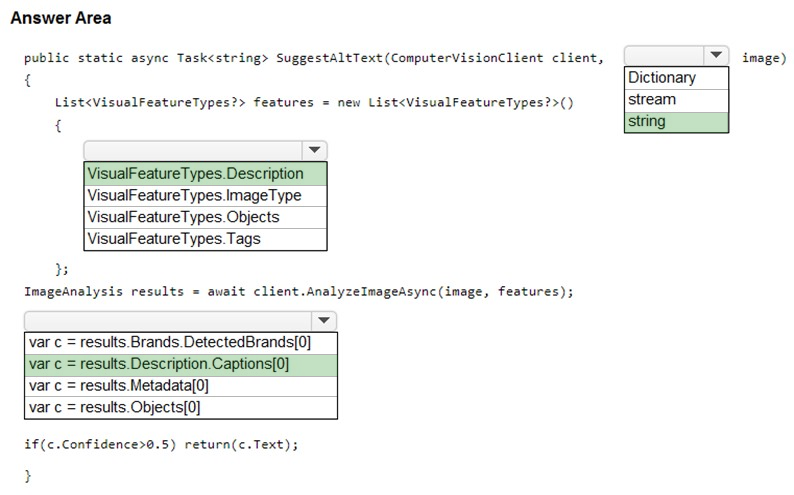 Answer Area
public static async Task<string> SuggestAltText(ComputerVisionClient client, image)
Dictionary
stream
string
{
List<VisualFeatureTypes?> features = new List<VisualFeatureTypes?>()
{
VisualFeatureTypes.Description
VisualFeatureTypes.ImageType
VisualFeatureTypes.Objects
VisualFeatureTypes.Tags
};
ImageAnalysis results = await client.AnalyzeImageAsync(image, features);
var c = results.Brands.DetectedBrands[0]
var c = results.Description.Captions[0]
var c = results.Metadata[0]
var c = results.Objects[0]
if(c.Confidence>0.5) return(c.Text);
}